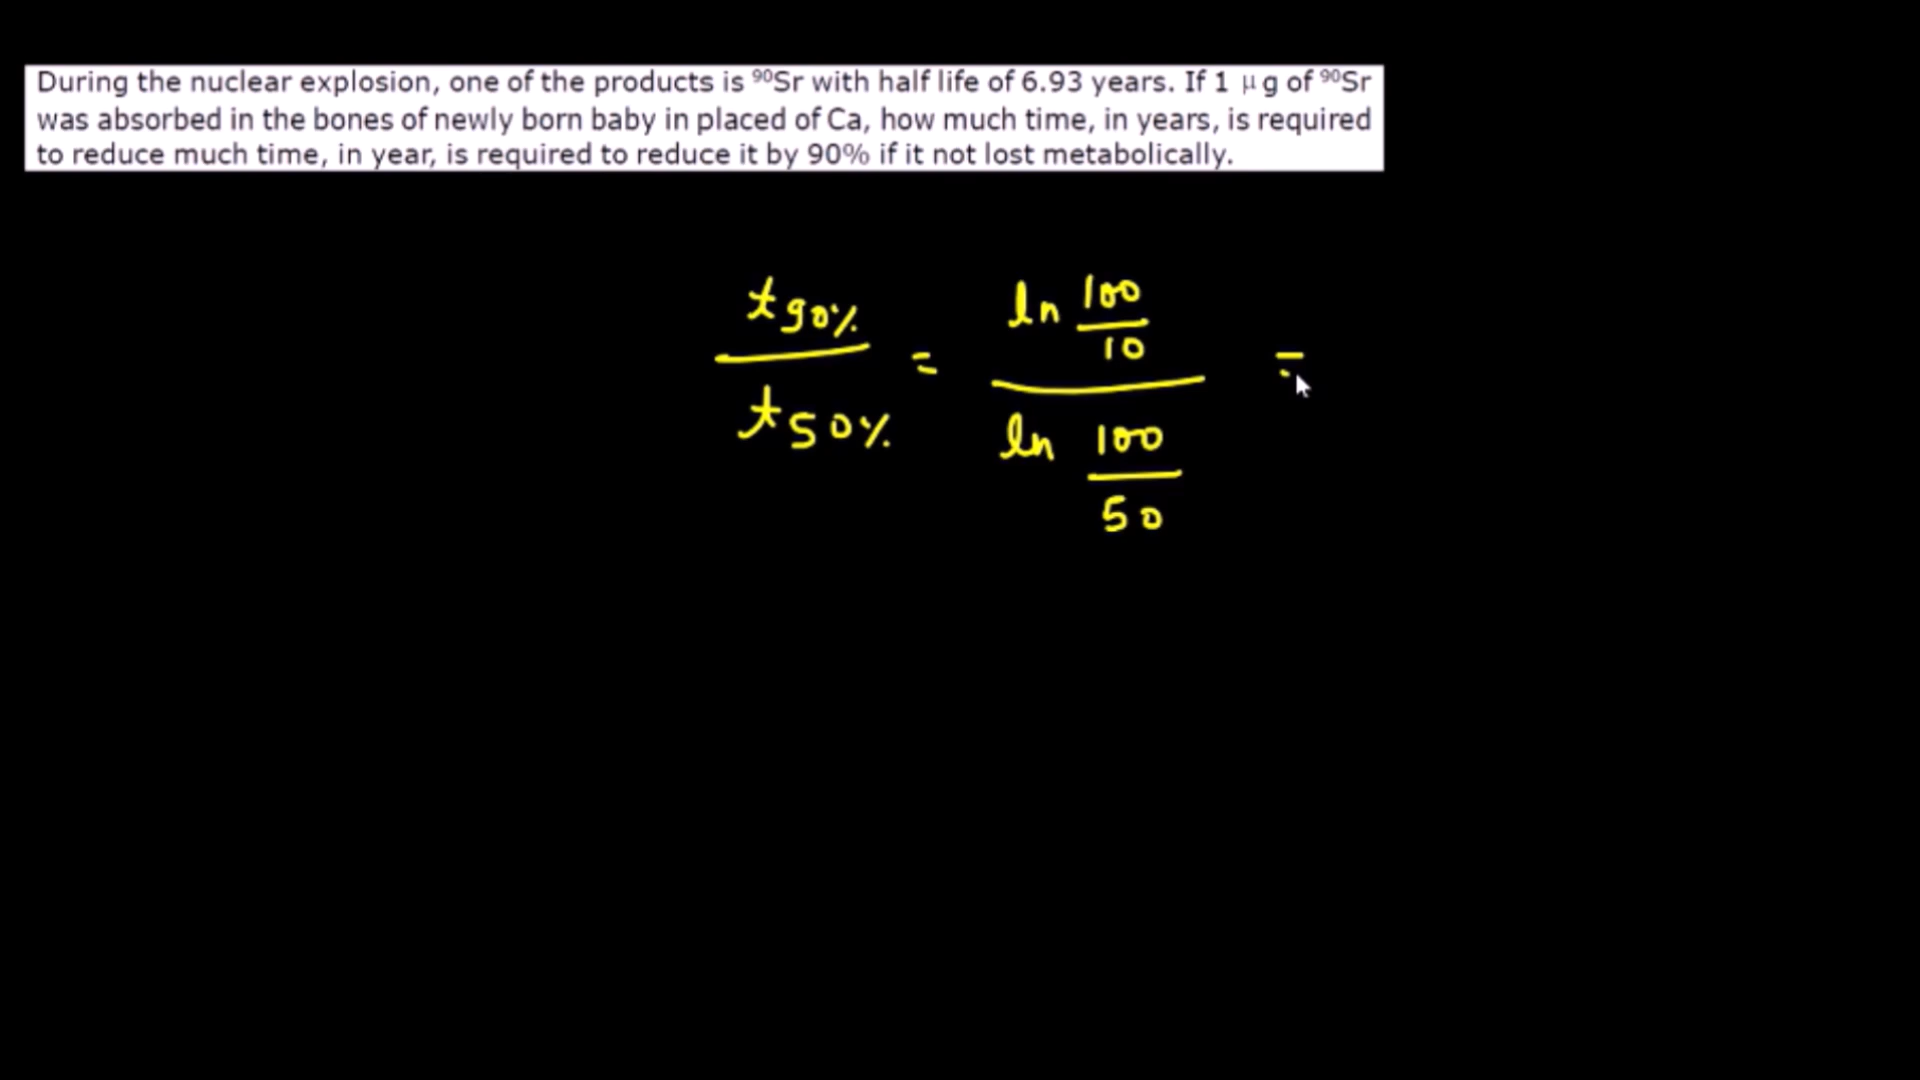 During the nuclear explosion, one of the products is ⁹⁰Sr with half life of 6.93 years. If 1 μg of ⁹⁰Sr
was absorbed in the bones of newly born baby in placed of Ca, how much time, in years, is required
to reduce much time, in year, is required to reduce it by 90% if it not lost metabolically.
t90% / t50% = ln 100/10 / ln 100/50 =